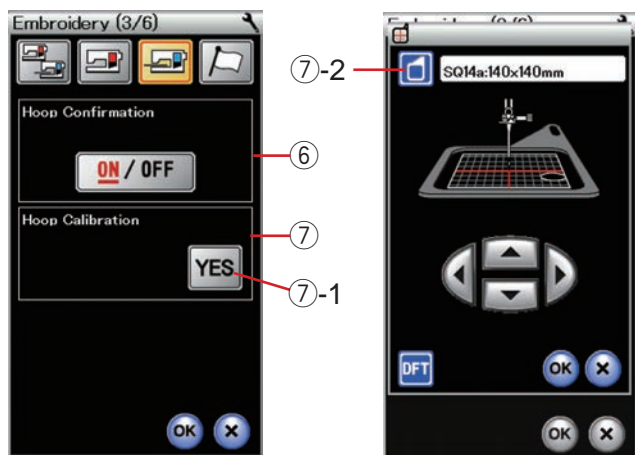 Embroidery (3/6)
Hoop Confirmation
ON / OFF
⑥
Hoop Calibration
⑦
YES
⑦-1
OK ×
⑦-2
SQ14a:140x140mm
DFT
OK ×
OK ×